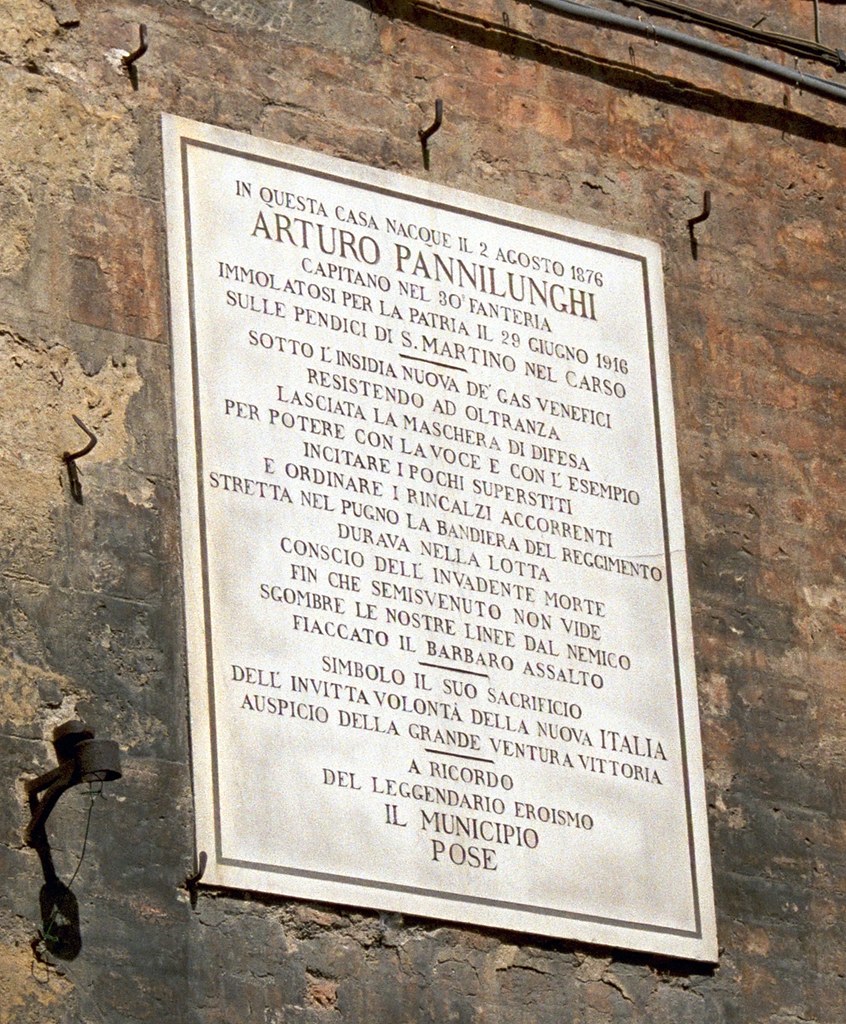 IN QUESTA CASA NACQUE IL 2 AGOSTO 1876
ARTURO PANNILUNGHI
CAPITANO NEL 30° FANTERIA
IMMOLATOSI PER LA PATRIA IL 29 GIUGNO 1916
SULLE PENDICI DI S. MARTINO NEL CARSO
SOTTO L'INSIDIA NUOVA DE' GAS VENEFICI
RESISTENDO AD OLTRANZA
LASCIATA LA MASCHERA DI DIFESA
PER POTERE CON LA VOCE E CON L'ESEMPIO
INCITARE I POCHI SUPERSTITI
E ORDINARE I RINCALZI ACCORRENTI
STRETTA NEL PUGNO LA BANDIERA DEL REGGIMENTO
DURAVA NELLA LOTTA
CONSCIO DELL'INVADENTE MORTE
FIN CHE SEMISVENUTO NON VIDE
SGOMBRE LE NOSTRE LINEE DAL NEMICO
FIACCATO IL BARBARO ASSALTO
SIMBOLO IL SUO SACRIFICIO
DELL'INVITTA VOLONTÀ DELLA NUOVA ITALIA
AUSPICIO DELLA GRANDE VENTURA VITTORIA
A RICORDO
DEL LEGGENDARIO EROISMO
IL MUNICIPIO
POSE